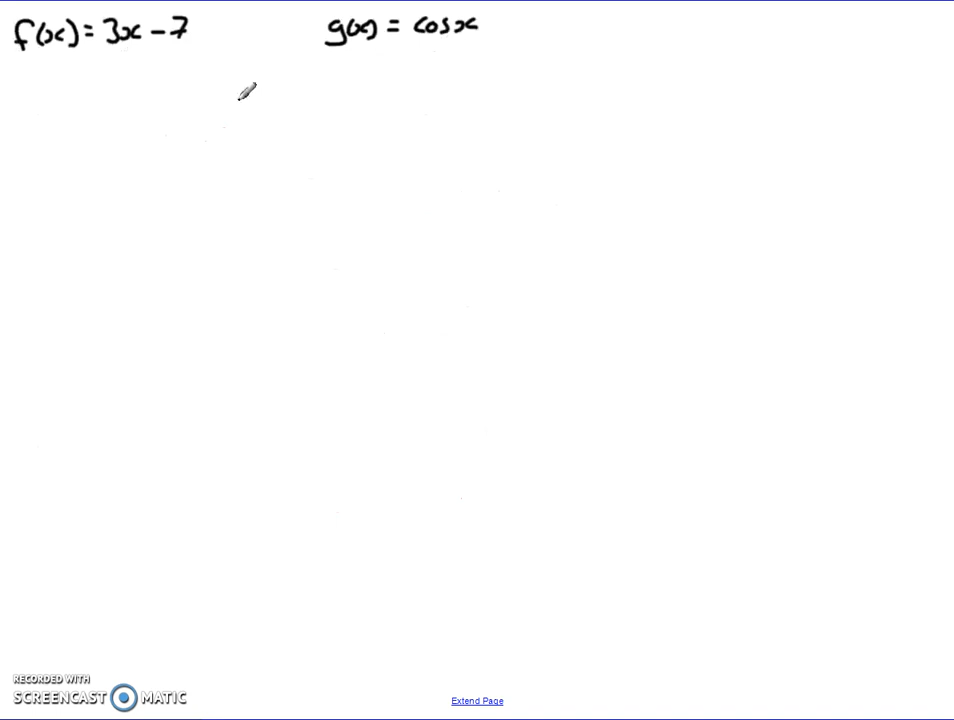 f(x) = 3x - 7 g(x) = cos x
RECORDED WITH
SCREENCAST MATIC
Extend Page